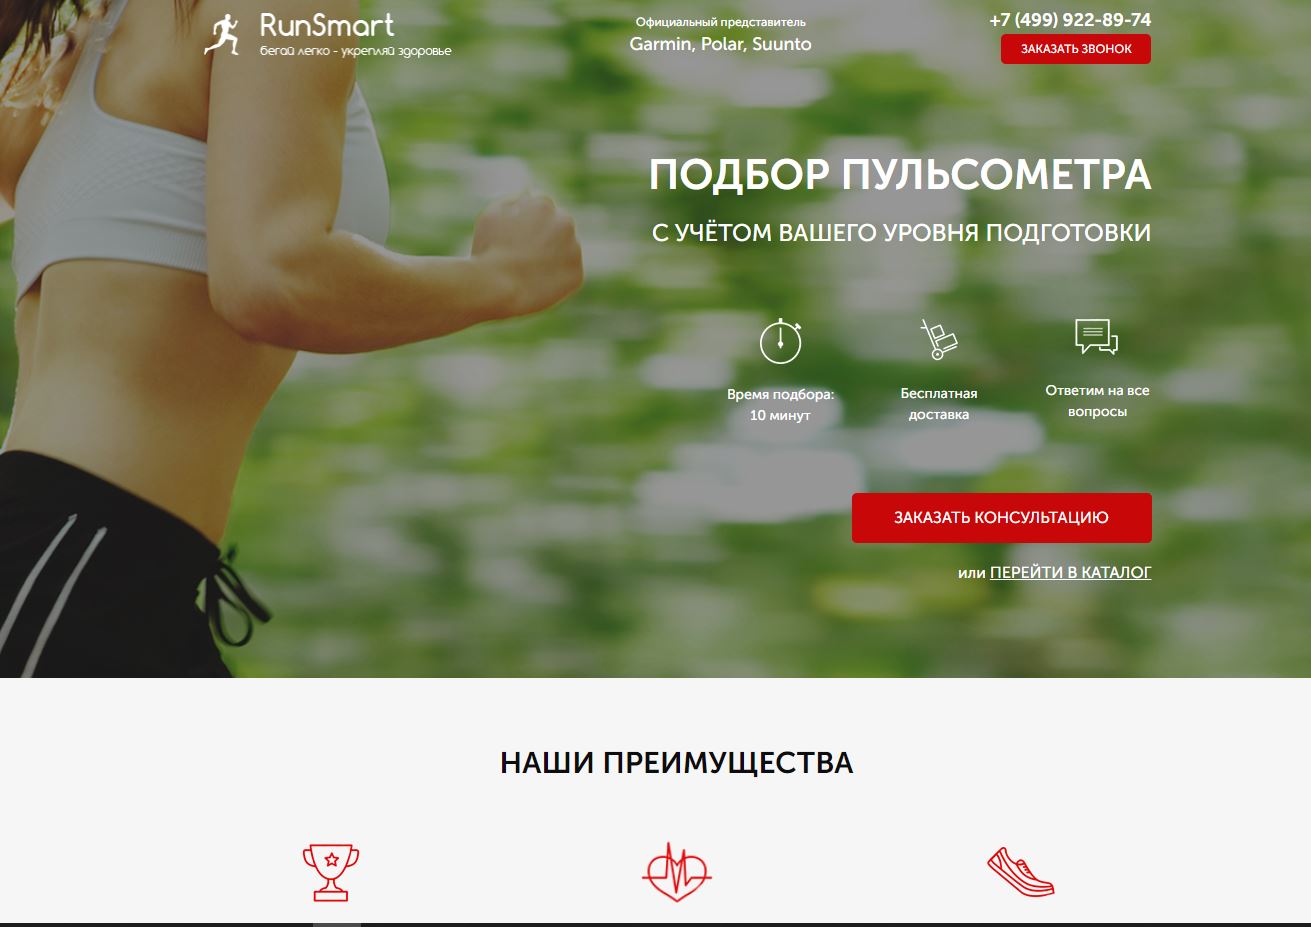 RunSmart
бегай легко - укрепляй здоровье
Официальный представитель
Garmin, Polar, Suunto
+7 (499) 922-89-74
ЗАКАЗАТЬ ЗВОНОК
ПОДБОР ПУЛЬСОМЕТРА
С УЧЁТОМ ВАШЕГО УРОВНЯ ПОДГОТОВКИ
Время подбора:
10 минут
Бесплатная
доставка
Ответим на все
вопросы
ЗАКАЗАТЬ КОНСУЛЬТАЦИЮ
или ПЕРЕЙТИ В КАТАЛОГ
НАШИ ПРЕИМУЩЕСТВА